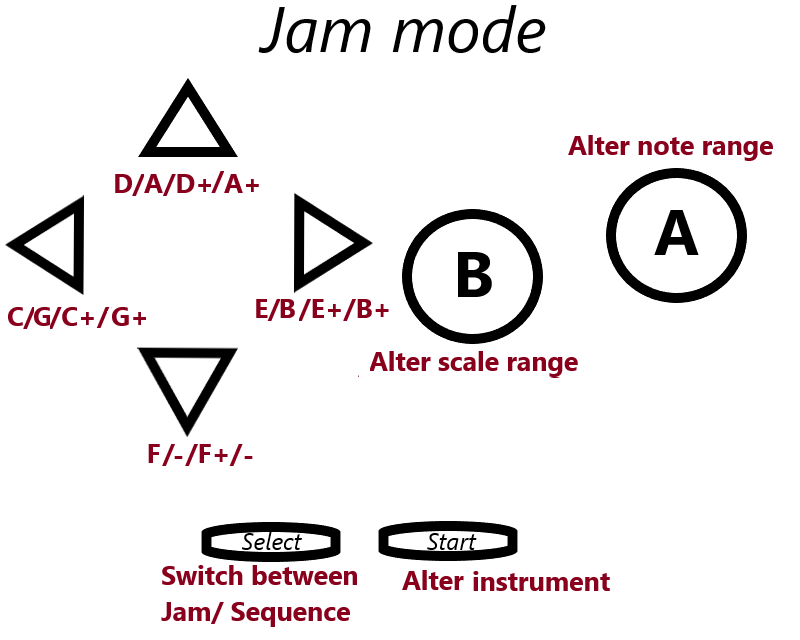 Jam mode
D/A/D+/A+
Alter note range
A
C/G/C+/G+
E/B/E+/B+
B
Alter scale range
F/-/F+/-
Select
Start
Switch between
Jam/ Sequence
Alter instrument